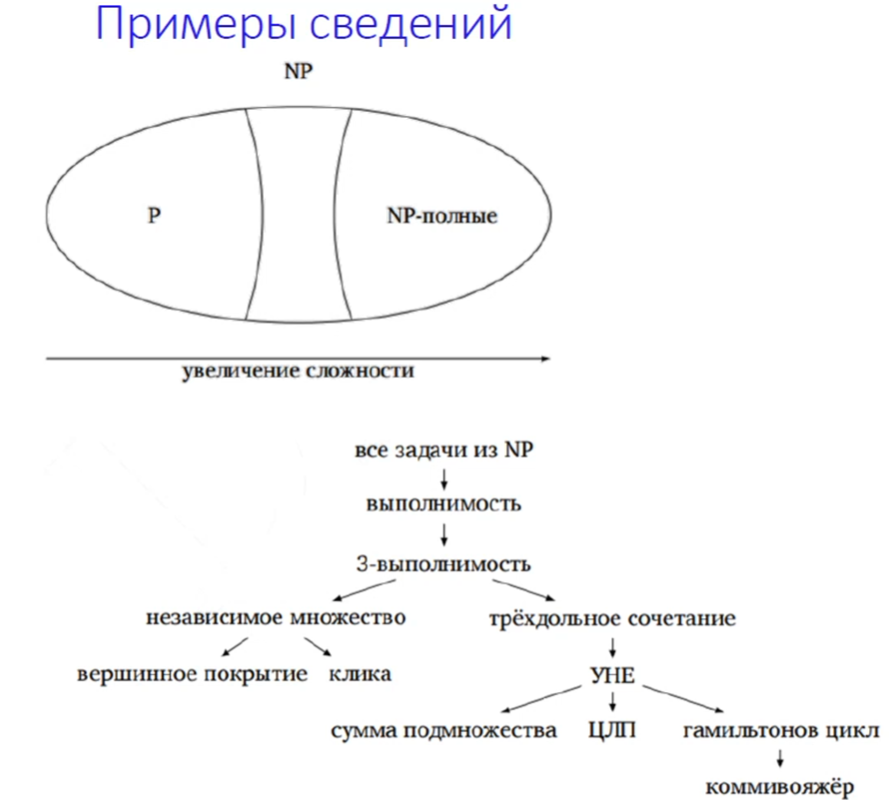 Примеры сведений
NP
P NP-полные
увеличение сложности
все задачи из NP
выполнимость
3-выполнимость
независимое множество трёхдольное сочетание
вершинное покрытие клика УНЕ
сумма подмножества ЦЛП гамильтонов цикл
коммивояжёр